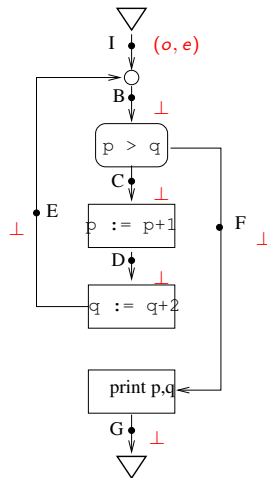 I (o, e)
B
⊥
p > q
C
⊥
E
F
p := p+1
⊥
⊥
D
⊥
q := q+2
print p,q
G
⊥